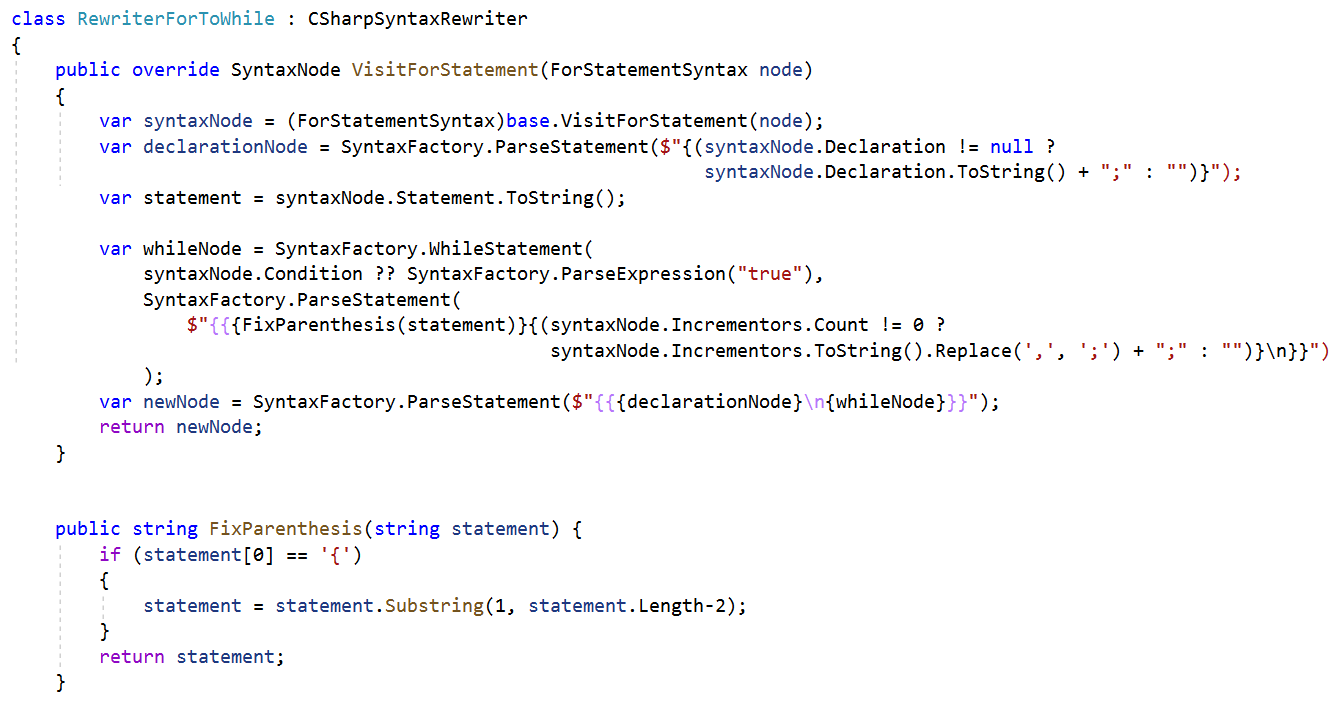 class RewriterForToWhile : CSharpSyntaxRewriter
{
    public override SyntaxNode VisitForStatement(ForStatementSyntax node)
    {
        var syntaxNode = (ForStatementSyntax)base.VisitForStatement(node);
        var declarationNode = SyntaxFactory.ParseStatement($"{(syntaxNode.Declaration != null ?
                                                               syntaxNode.Declaration.ToString() + ";" : "")}");
        var statement = syntaxNode.Statement.ToString();

        var whileNode = SyntaxFactory.WhileStatement(
            syntaxNode.Condition ?? SyntaxFactory.ParseExpression("true"),
            SyntaxFactory.ParseStatement(
                $"{{{FixParenthesis(statement)}{(syntaxNode.Incrementors.Count != 0 ?
                                                 syntaxNode.Incrementors.ToString().Replace(',', ';') + ";" : "")}\n}}")
            );
        var newNode = SyntaxFactory.ParseStatement($"{{{declarationNode}\n{whileNode}}}");
        return newNode;
    }


    public string FixParenthesis(string statement) {
        if (statement[0] == '{')
        {
            statement = statement.Substring(1, statement.Length-2);
        }
        return statement;
    }